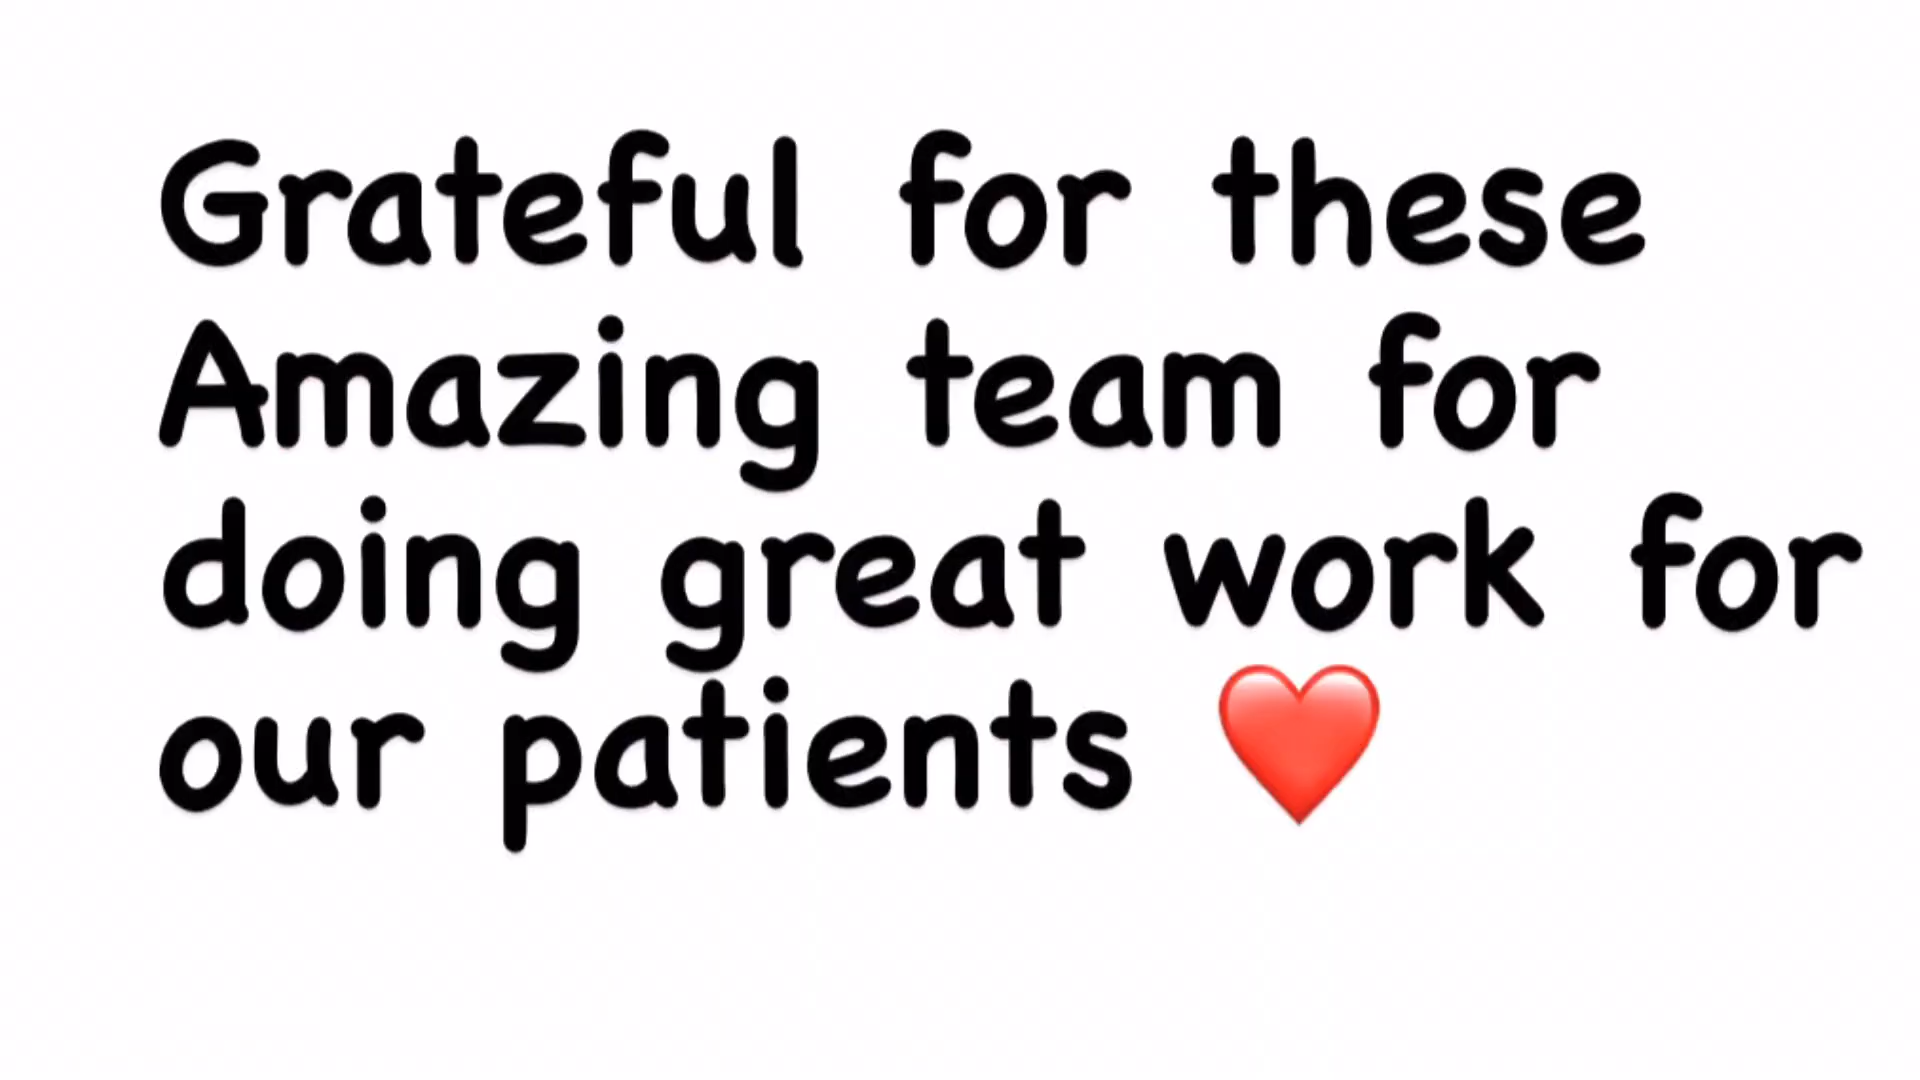 Grateful for these
Amazing team for
doing great work for
our patients ❤️